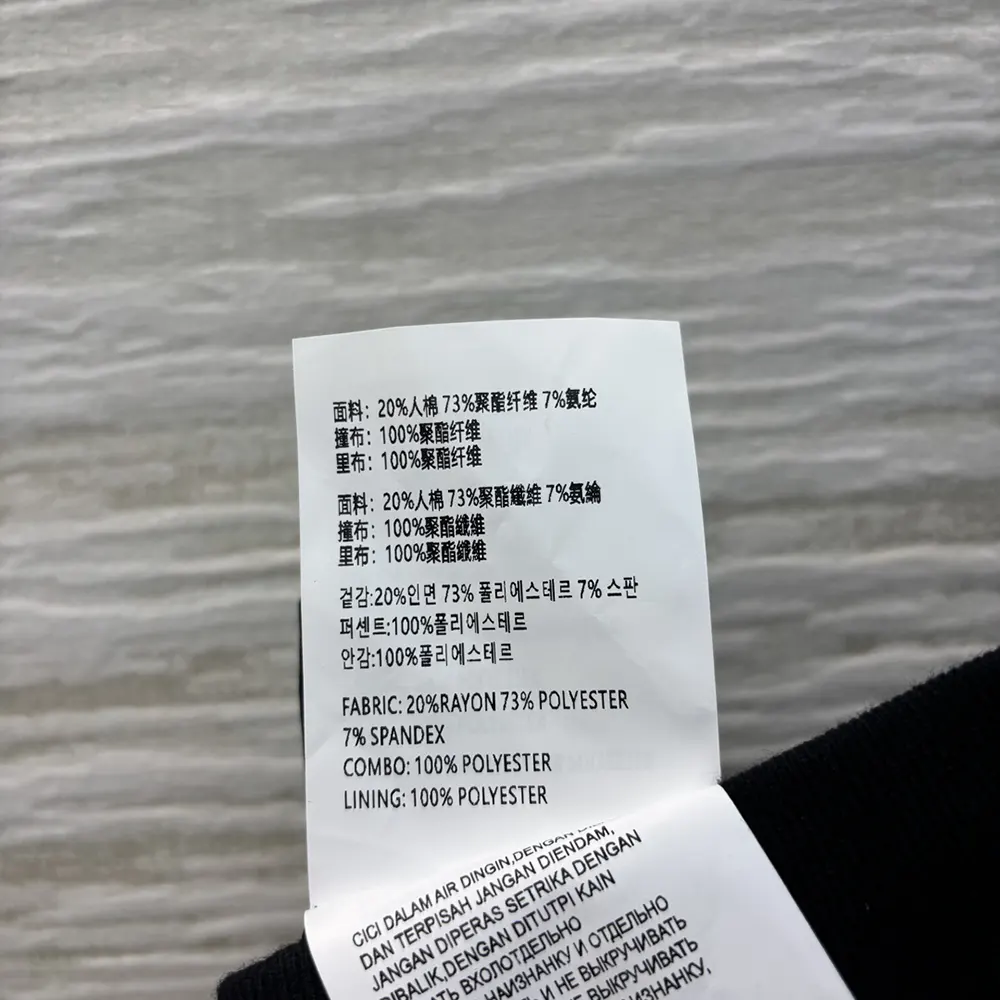 面料：20%人棉 73%聚酯纤维 7%氨纶
撞布：100%聚酯纤维
里布：100%聚酯纤维
面料：20%人棉 73%聚酯纖維 7%氨綸
撞布：100%聚酯纖維
里布：100%聚酯纖維
겉감:20%인면 73% 폴리에스테르 7% 스판
퍼센트:100%폴리에스테르
안감:100%폴리에스테르
FABRIC: 20%RAYON 73% POLYESTER
7% SPANDEX
COMBO: 100% POLYESTER
LINING: 100% POLYESTER
CICI DALAM AIR DINGIN,DENGAN
DAN TERPISAH JANGAN DIENDAM,
JANGAN DIPERAS SETRIKA DENGAN
DIBALIK,DENGAN DITUTPI KAIN
ВХОЛОТДЕЛЬНО
НАИЗНАНКУ И ОТДЕЛЬНО
И НЕ ВЫКРУЧИВАТЬ